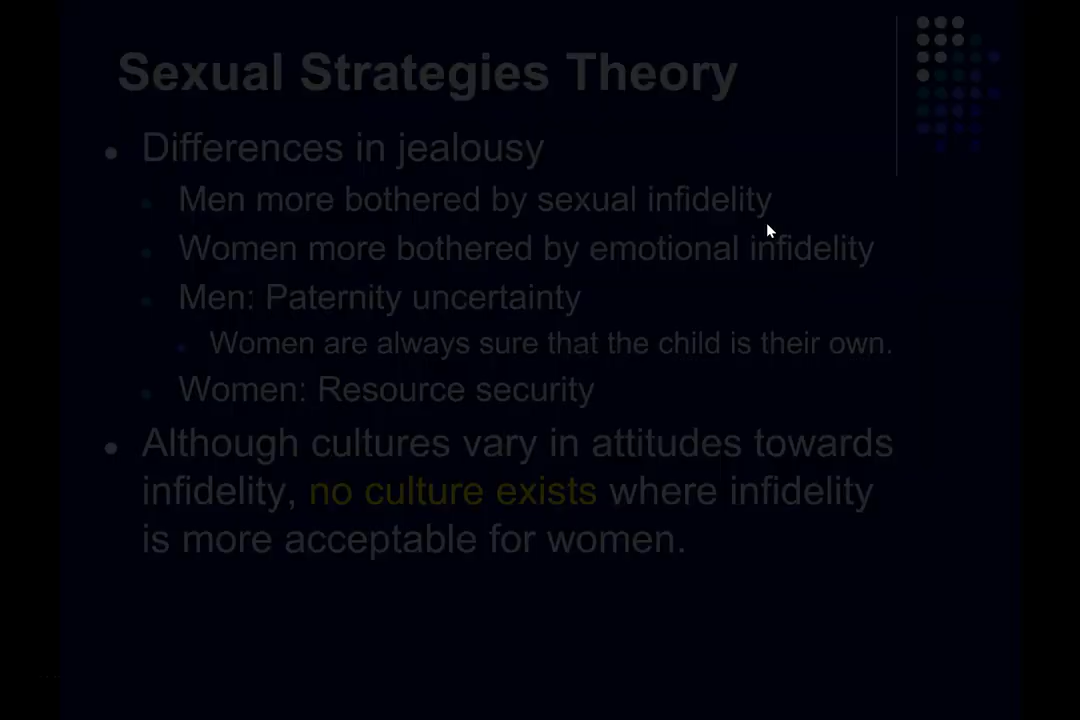 Sexual Strategies Theory
Differences in jealousy
Men more bothered by sexual infidelity
Women more bothered by emotional infidelity
Men: Paternity uncertainty
Women are always sure that the child is their own.
Women: Resource security
Although cultures vary in attitudes towards
infidelity, no culture exists where infidelity
is more acceptable for women.